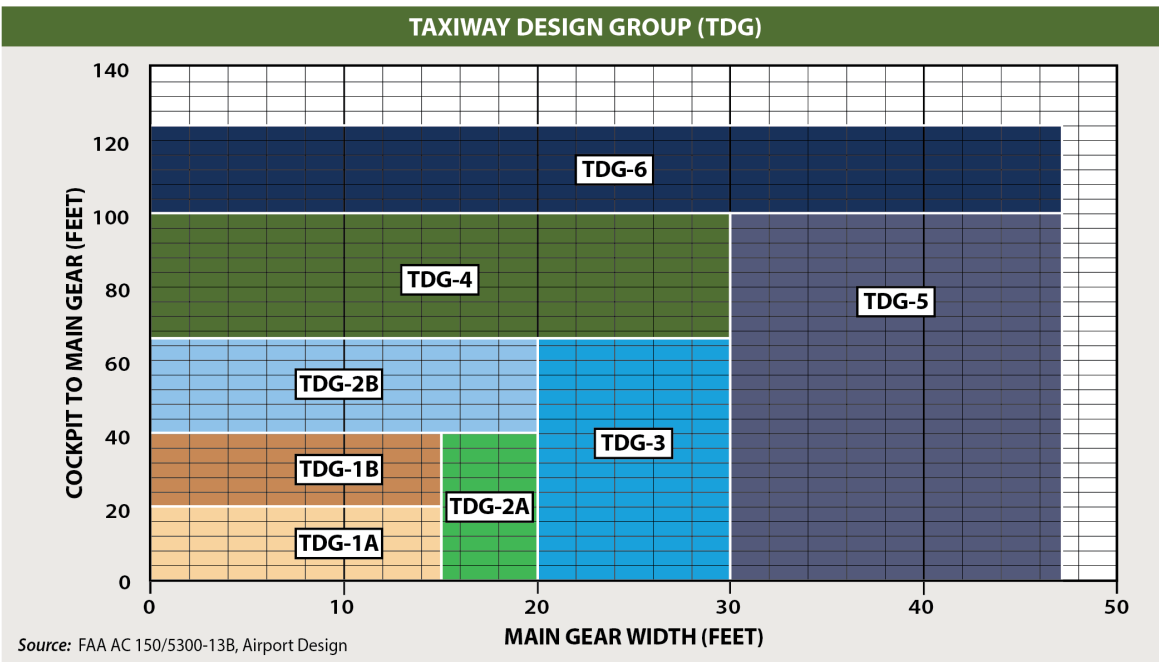 TAXIWAY DESIGN GROUP (TDG)
140
120
100
80
60
40
20
0
COCKPIT TO MAIN GEAR (FEET)
TDG-6
TDG-4
TDG-5
TDG-2B
TDG-3
TDG-1B
TDG-2A
TDG-1A
0 10 20 30 40 50
MAIN GEAR WIDTH (FEET)
Source: FAA AC 150/5300-13B, Airport Design